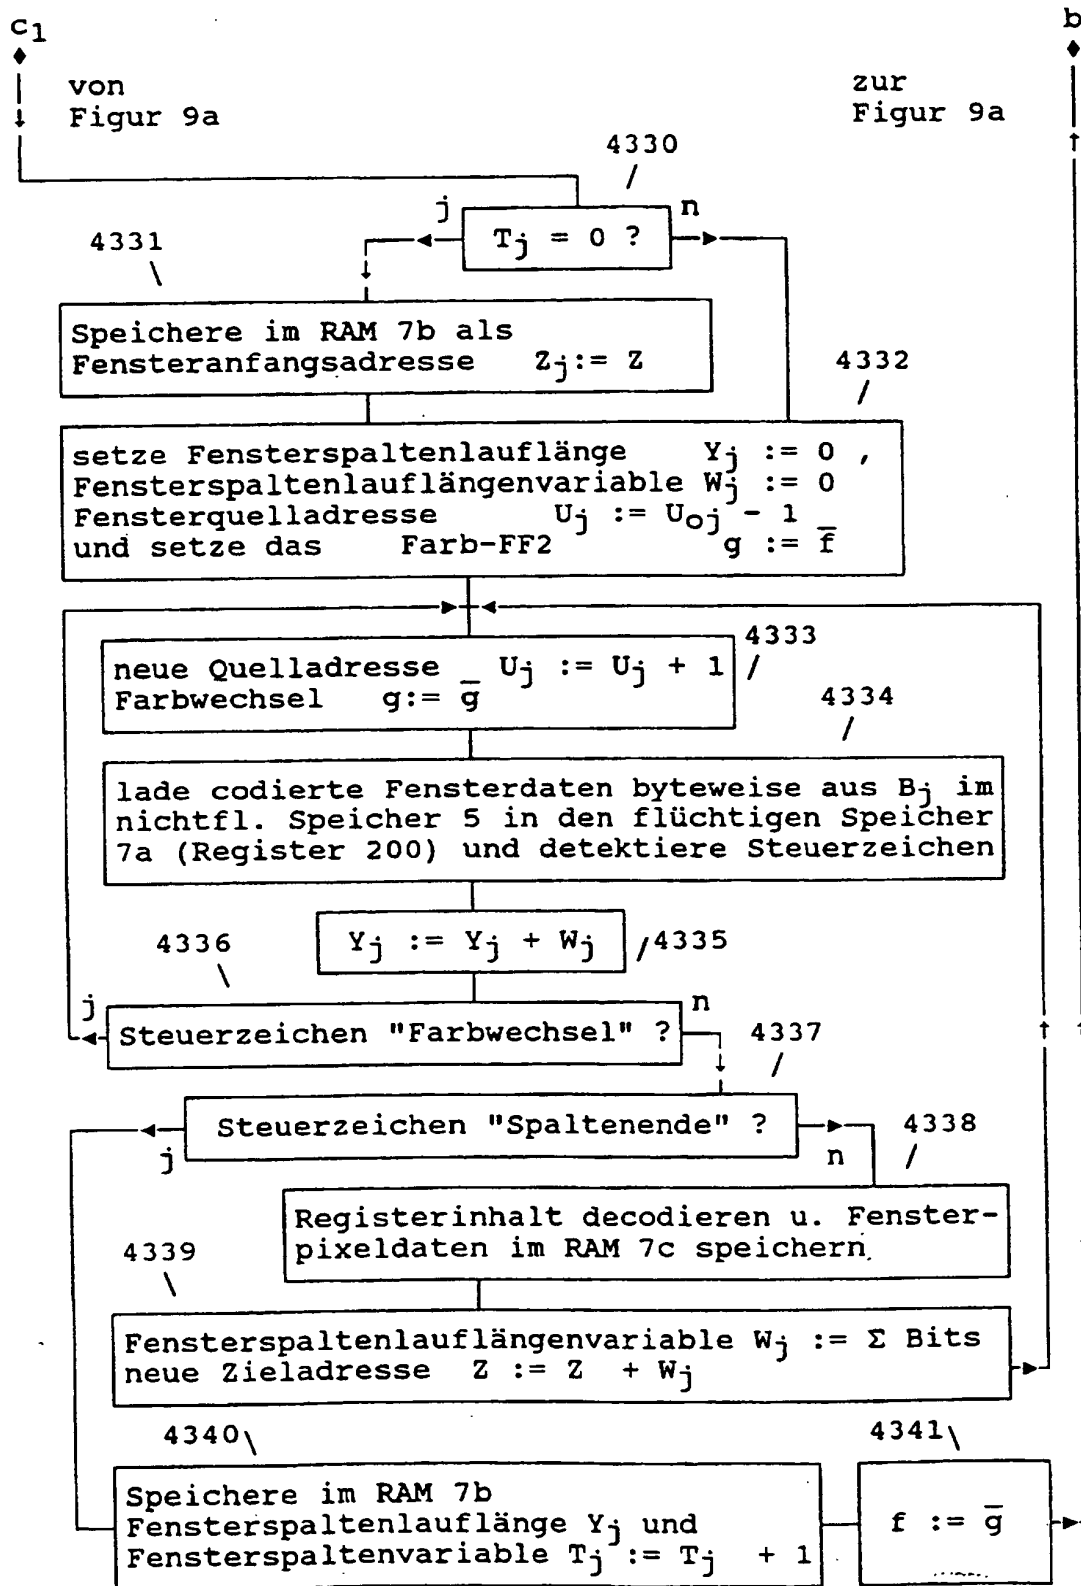 c1
b
von
Figur 9a
zur
Figur 9a
4330
j
n
Tj = 0 ?
4331
Speichere im RAM 7b als
Fensteranfangsadresse Zj:= Z
4332
setze Fensterspaltenlauflänge Yj := 0 ,
Fensterspaltenlauflängenvariable Wj := 0
Fensterquelladresse Uj := Uoj - 1
und setze das Farb-FF2 g := f̅
4333
neue Quelladresse Uj := Uj + 1
Farbwechsel g:= g̅
4334
lade codierte Fensterdaten byteweise aus Bj im
nichtfl. Speicher 5 in den flüchtigen Speicher
7a (Register 200) und detektiere Steuerzeichen
Yj := Yj + Wj
4335
4336
j
n
Steuerzeichen "Farbwechsel" ?
4337
Steuerzeichen "Spaltenende" ?
j
n
4338
Registerinhalt decodieren u. Fenster-
pixeldaten im RAM 7c speichern
4339
Fensterspaltenlauflängenvariable Wj := Σ Bits
neue Zieladresse Z := Z + Wj
4340
Speichere im RAM 7b
Fensterspaltenlauflänge Yj und
Fensterspaltenvariable Tj := Tj + 1
4341
f := g̅